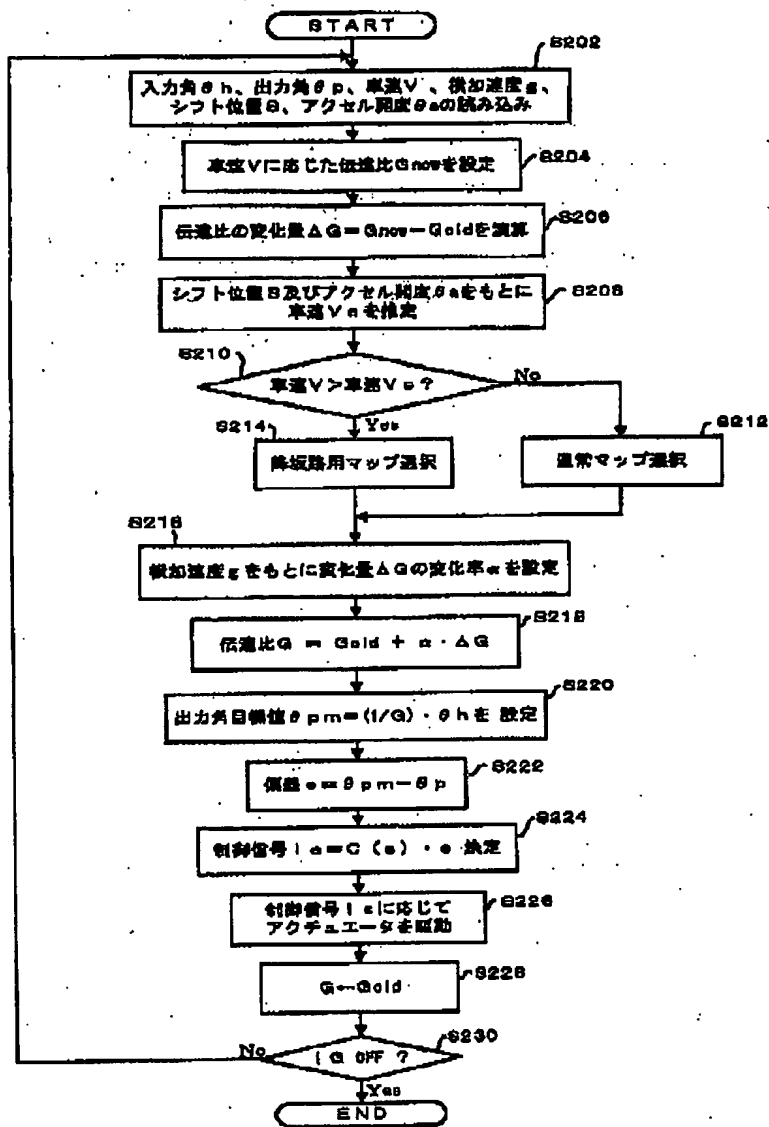 START
S202
入力角θh、出力角θp、車速V、横加速度g、
シフト位置S、アクセル開度θaの読み込み
S204
車速Vに応じた伝達比Gnowを設定
S206
伝達比の変化量ΔG=Gnow-Goldを演算
S208
シフト位置S及びアクセル開度θaをもとに
車速Vsを推定
S210
車速V>車速Vs?
No
Yes
S214
降坂路用マップ選択
S212
通常マップ選択
S216
横加速度gをもとに変化量ΔGの変化率αを設定
S218
伝達比G = Gold + α・ΔG
S220
出力角目標値θpm=(1/G)・θhを 設定
S222
偏差e=θpm-θp
S224
制御信号Is=C(s)・e 決定
S226
制御信号Isに応じて
アクチュエータを駆動
S228
G←Gold
S230
IG OFF ?
No
Yes
END